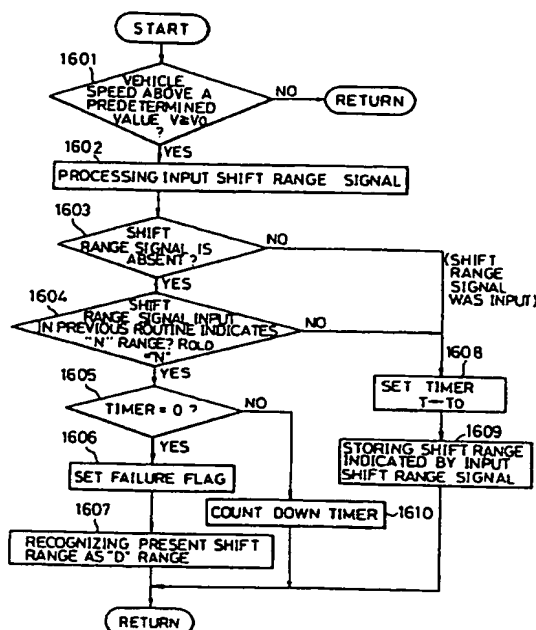 START
1601
VEHICLE
SPEED ABOVE A
PREDETERMINED
VALUE V≥V0
?
NO
RETURN
YES
1602
PROCESSING INPUT SHIFT RANGE SIGNAL
1603
SHIFT
RANGE SIGNAL IS
ABSENT ?
NO
(SHIFT
RANGE
SIGNAL
WAS INPUT)
YES
1604
SHIFT
RANGE SIGNAL INPUT
IN PREVIOUS ROUTINE INDICATES
"N" RANGE? ROLD
="N"
NO
YES
1605
TIMER = 0 ?
NO
YES
1608
SET TIMER
T←T0
1606
SET FAILURE FLAG
1609
STORING SHIFT RANGE
INDICATED BY INPUT
SHIFT RANGE SIGNAL
1607
RECOGNIZING PRESENT SHIFT
RANGE AS "D" RANGE
COUNT DOWN TIMER
1610
RETURN